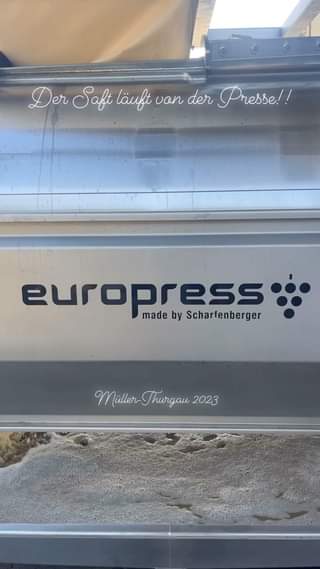 Der Saft läuft von der Presse!!
europress
made by Scharfenberger
Müller-Thurgau 2023